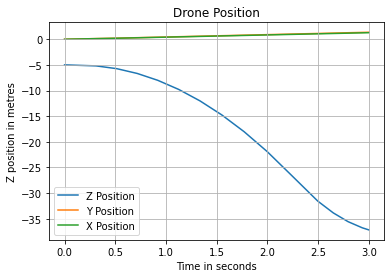 Drone Position
Z position in metres
0
−5
−10
−15
−20
−25
−30
−35
Z Position
Y Position
X Position
0.0 0.5 1.0 1.5 2.0 2.5 3.0
Time in seconds